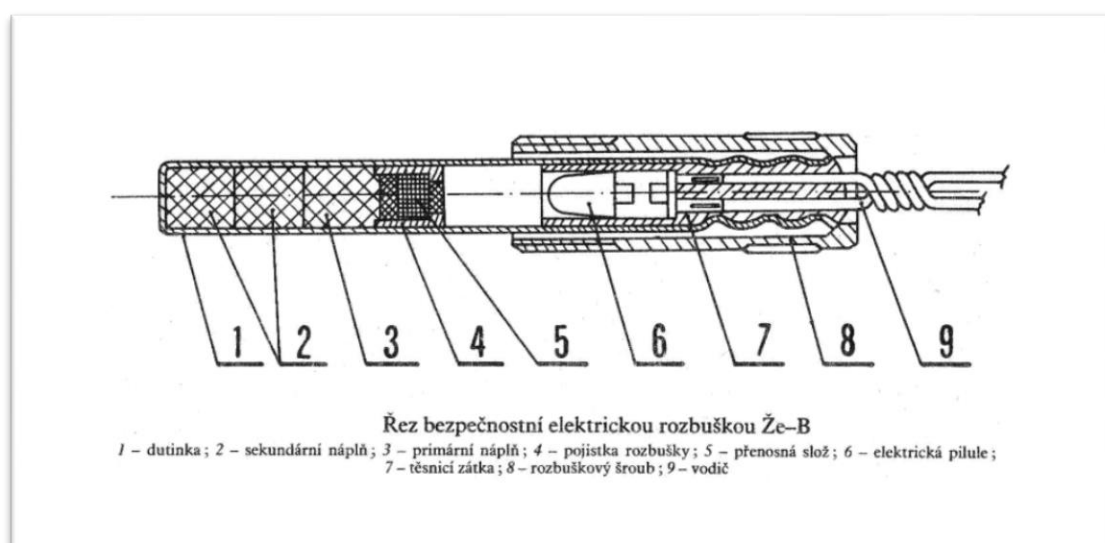 1 2 3 4 5 6 7 8 9
Řez bezpečnostní elektrickou rozbuškou Že–B
1 – dutinka; 2 – sekundární náplň; 3 – primární náplň; 4 – pojistka rozbušky; 5 – přenosná slož; 6 – elektrická pilule;
7 – těsnicí zátka; 8 – rozbuškový šroub; 9 – vodič